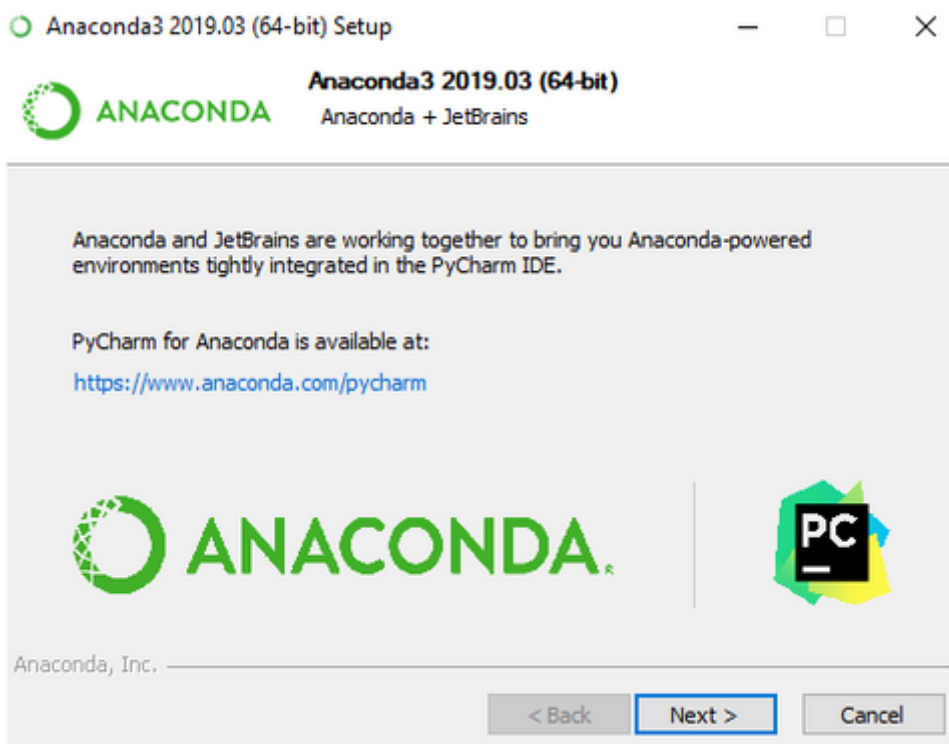 Anaconda3 2019.03 (64-bit) Setup
ANACONDA
Anaconda3 2019.03 (64-bit)
Anaconda + JetBrains
Anaconda and JetBrains are working together to bring you Anaconda-powered
environments tightly integrated in the PyCharm IDE.
PyCharm for Anaconda is available at:
https://www.anaconda.com/pycharm
ANACONDA®
PC
Anaconda, Inc.
< Back Next > Cancel